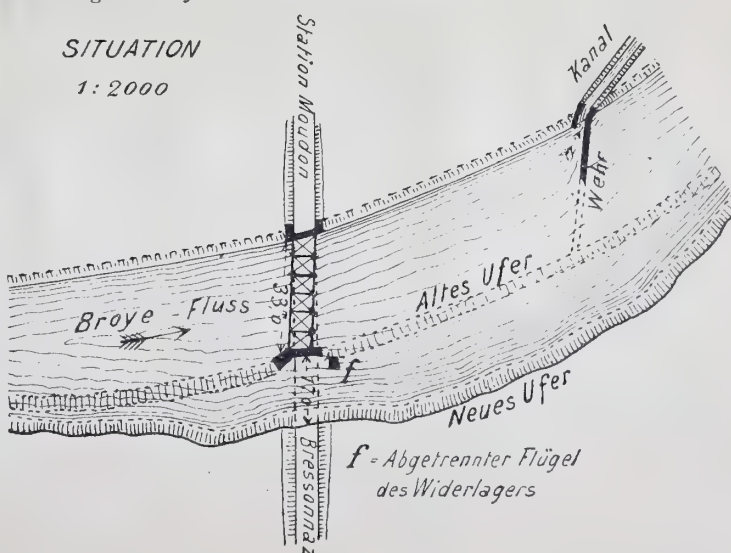 SITUATION
1:2000
Station Moudon
Kanal
Wehr
Broye - Fluss
Altes Ufer
f
Neues Ufer
Bressonnaz
f = Abgetrennter Flügel
des Widerlagers